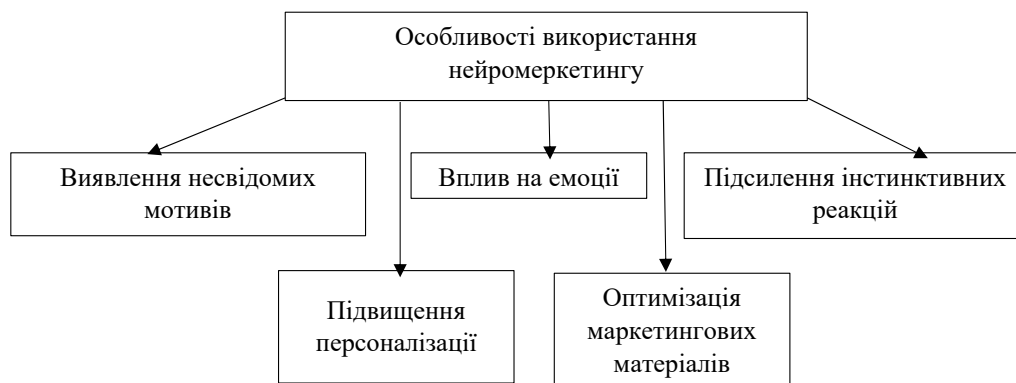 Особливості використання
нейромеркетингу
Виявлення несвідомих
мотивів
Вплив на емоції
Підсилення інстинктивних
реакцій
Підвищення
персоналізації
Оптимізація
маркетингових
матеріалів